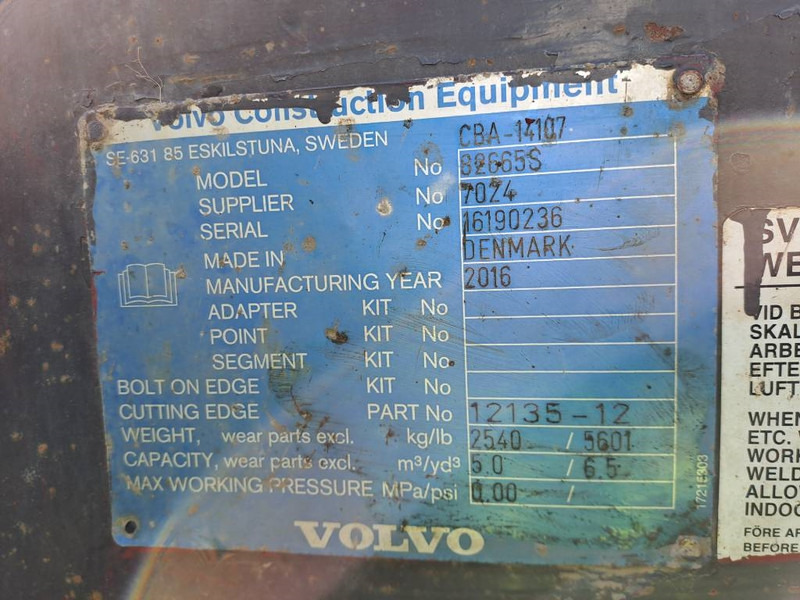 Volvo Construction Equipment
SE-631 85 ESKILSTUNA, SWEDEN CBA-14107
MODEL No 82665S
SUPPLIER No 7024
SERIAL No 16190236
MADE IN DENMARK
MANUFACTURING YEAR 2016
ADAPTER KIT No
POINT KIT No
SEGMENT KIT No
BOLT ON EDGE KIT No
CUTTING EDGE PART No 12135-12
WEIGHT, wear parts excl. kg/lb 2540 / 5601
CAPACITY, wear parts excl. m³/yd³ 5.0 / 6.5
MAX WORKING PRESSURE MPa/psi 0.00 /
VOLVO
17215303
SV
WE
VID B
SKAL
ARBE
EFTE
LUFT
WHEN
ETC. W
WORK
WELD
ALLO
INDOO
FÖRE AR
BEFORE